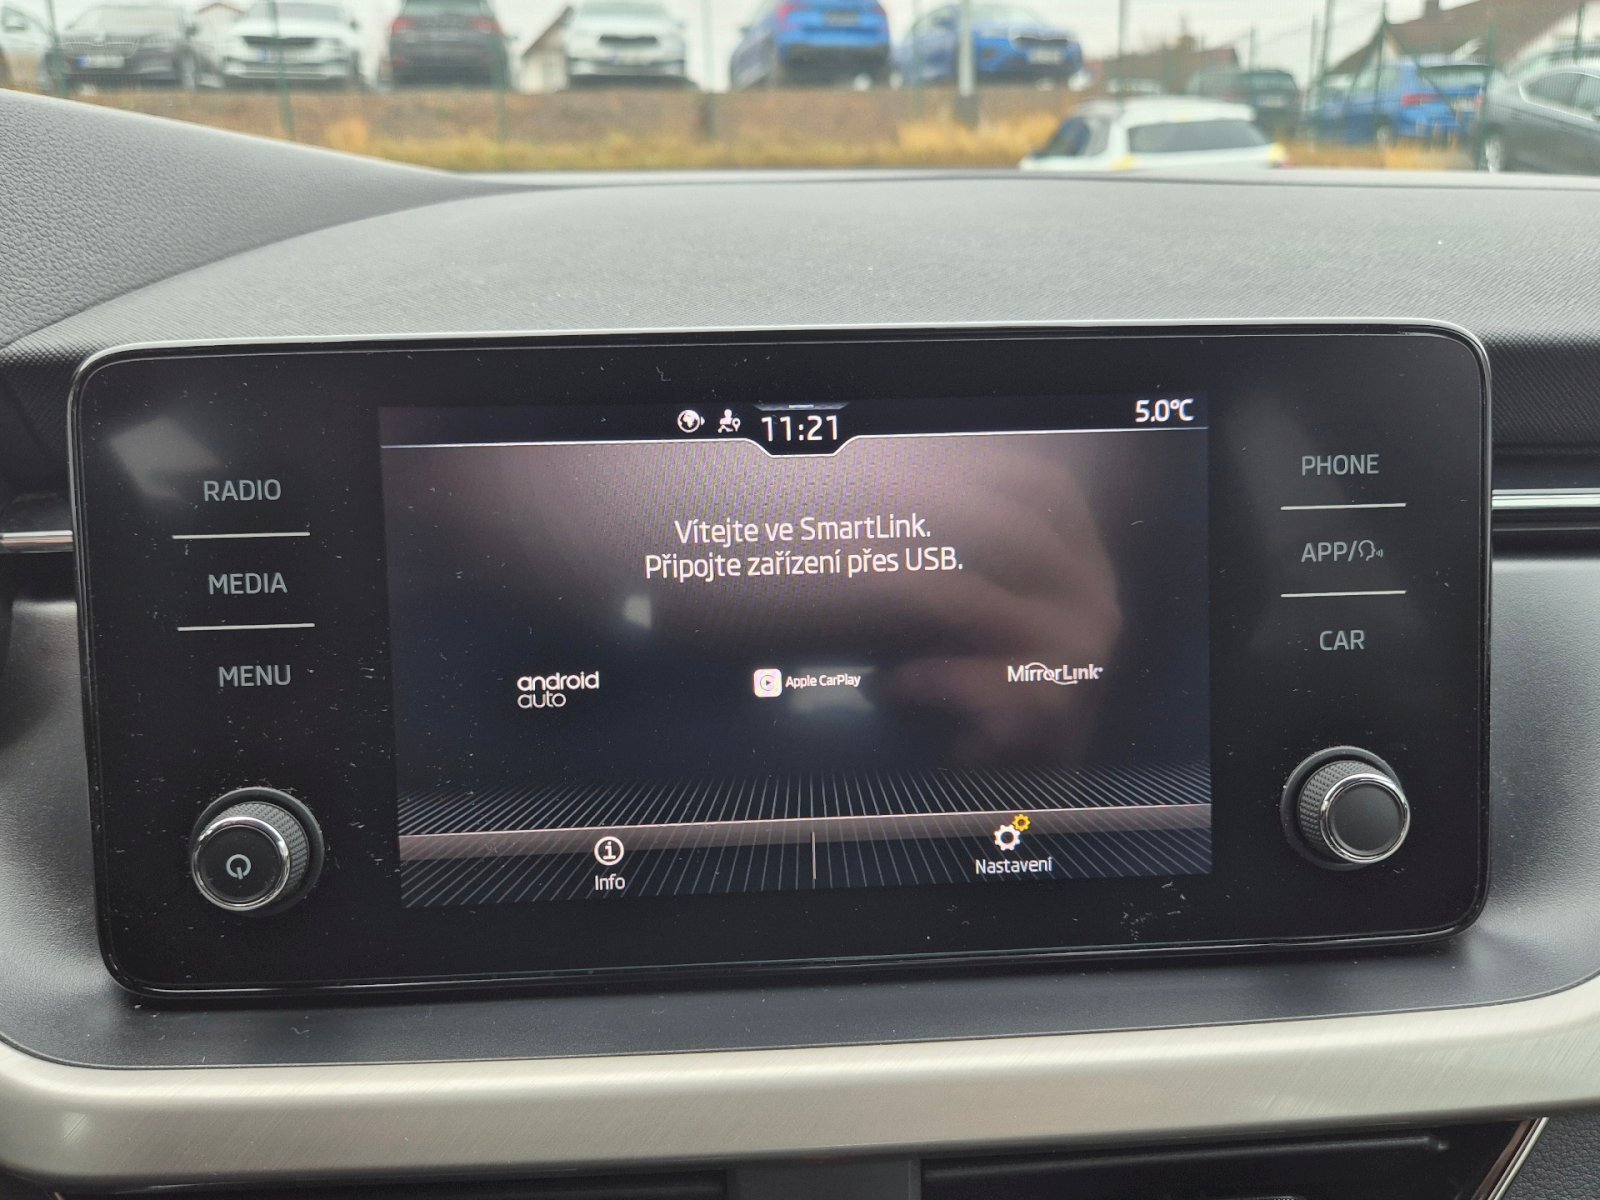 11:21
5.0°C
RADIO
MEDIA
MENU
Vítejte ve SmartLink.
Připojte zařízení přes USB.
android
auto
Apple CarPlay
MirrorLink
Info
Nastavení
PHONE
APP/
CAR